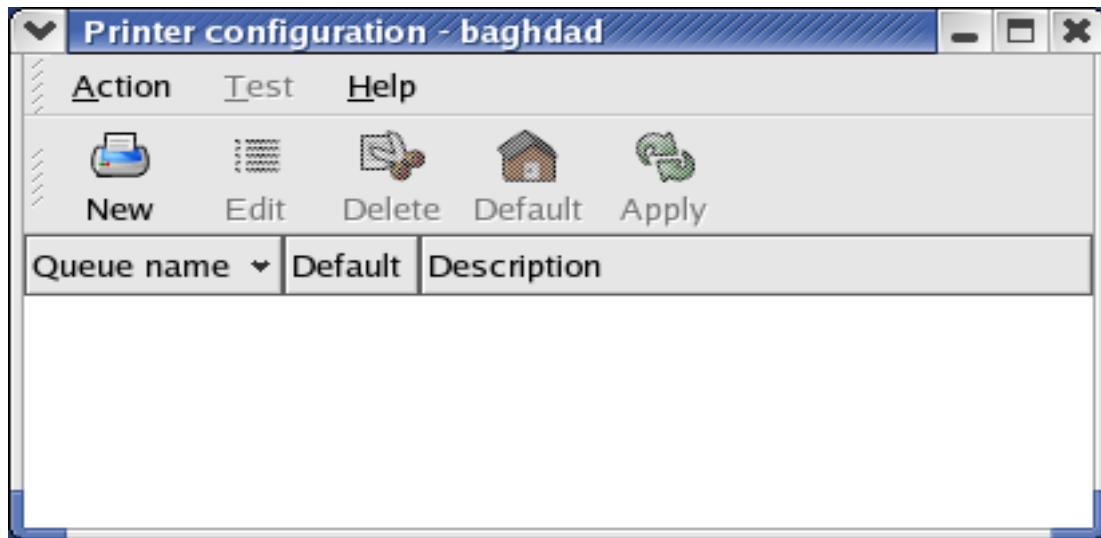 Printer configuration - baghdad
Action Test Help
New Edit Delete Default Apply
Queue name Default Description